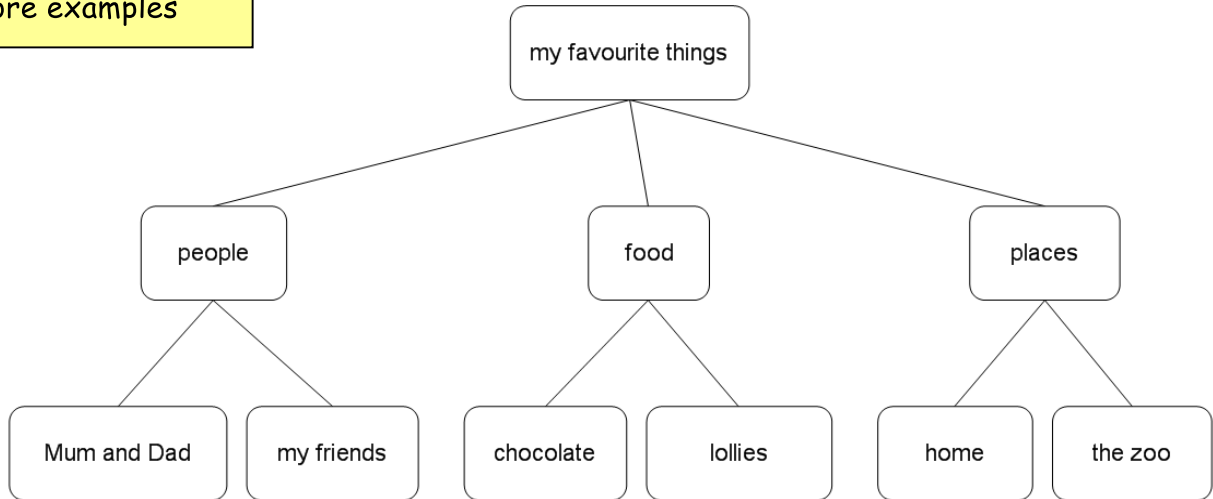 ore examples
my favourite things
people
food
places
Mum and Dad
my friends
chocolate
lollies
home
the zoo